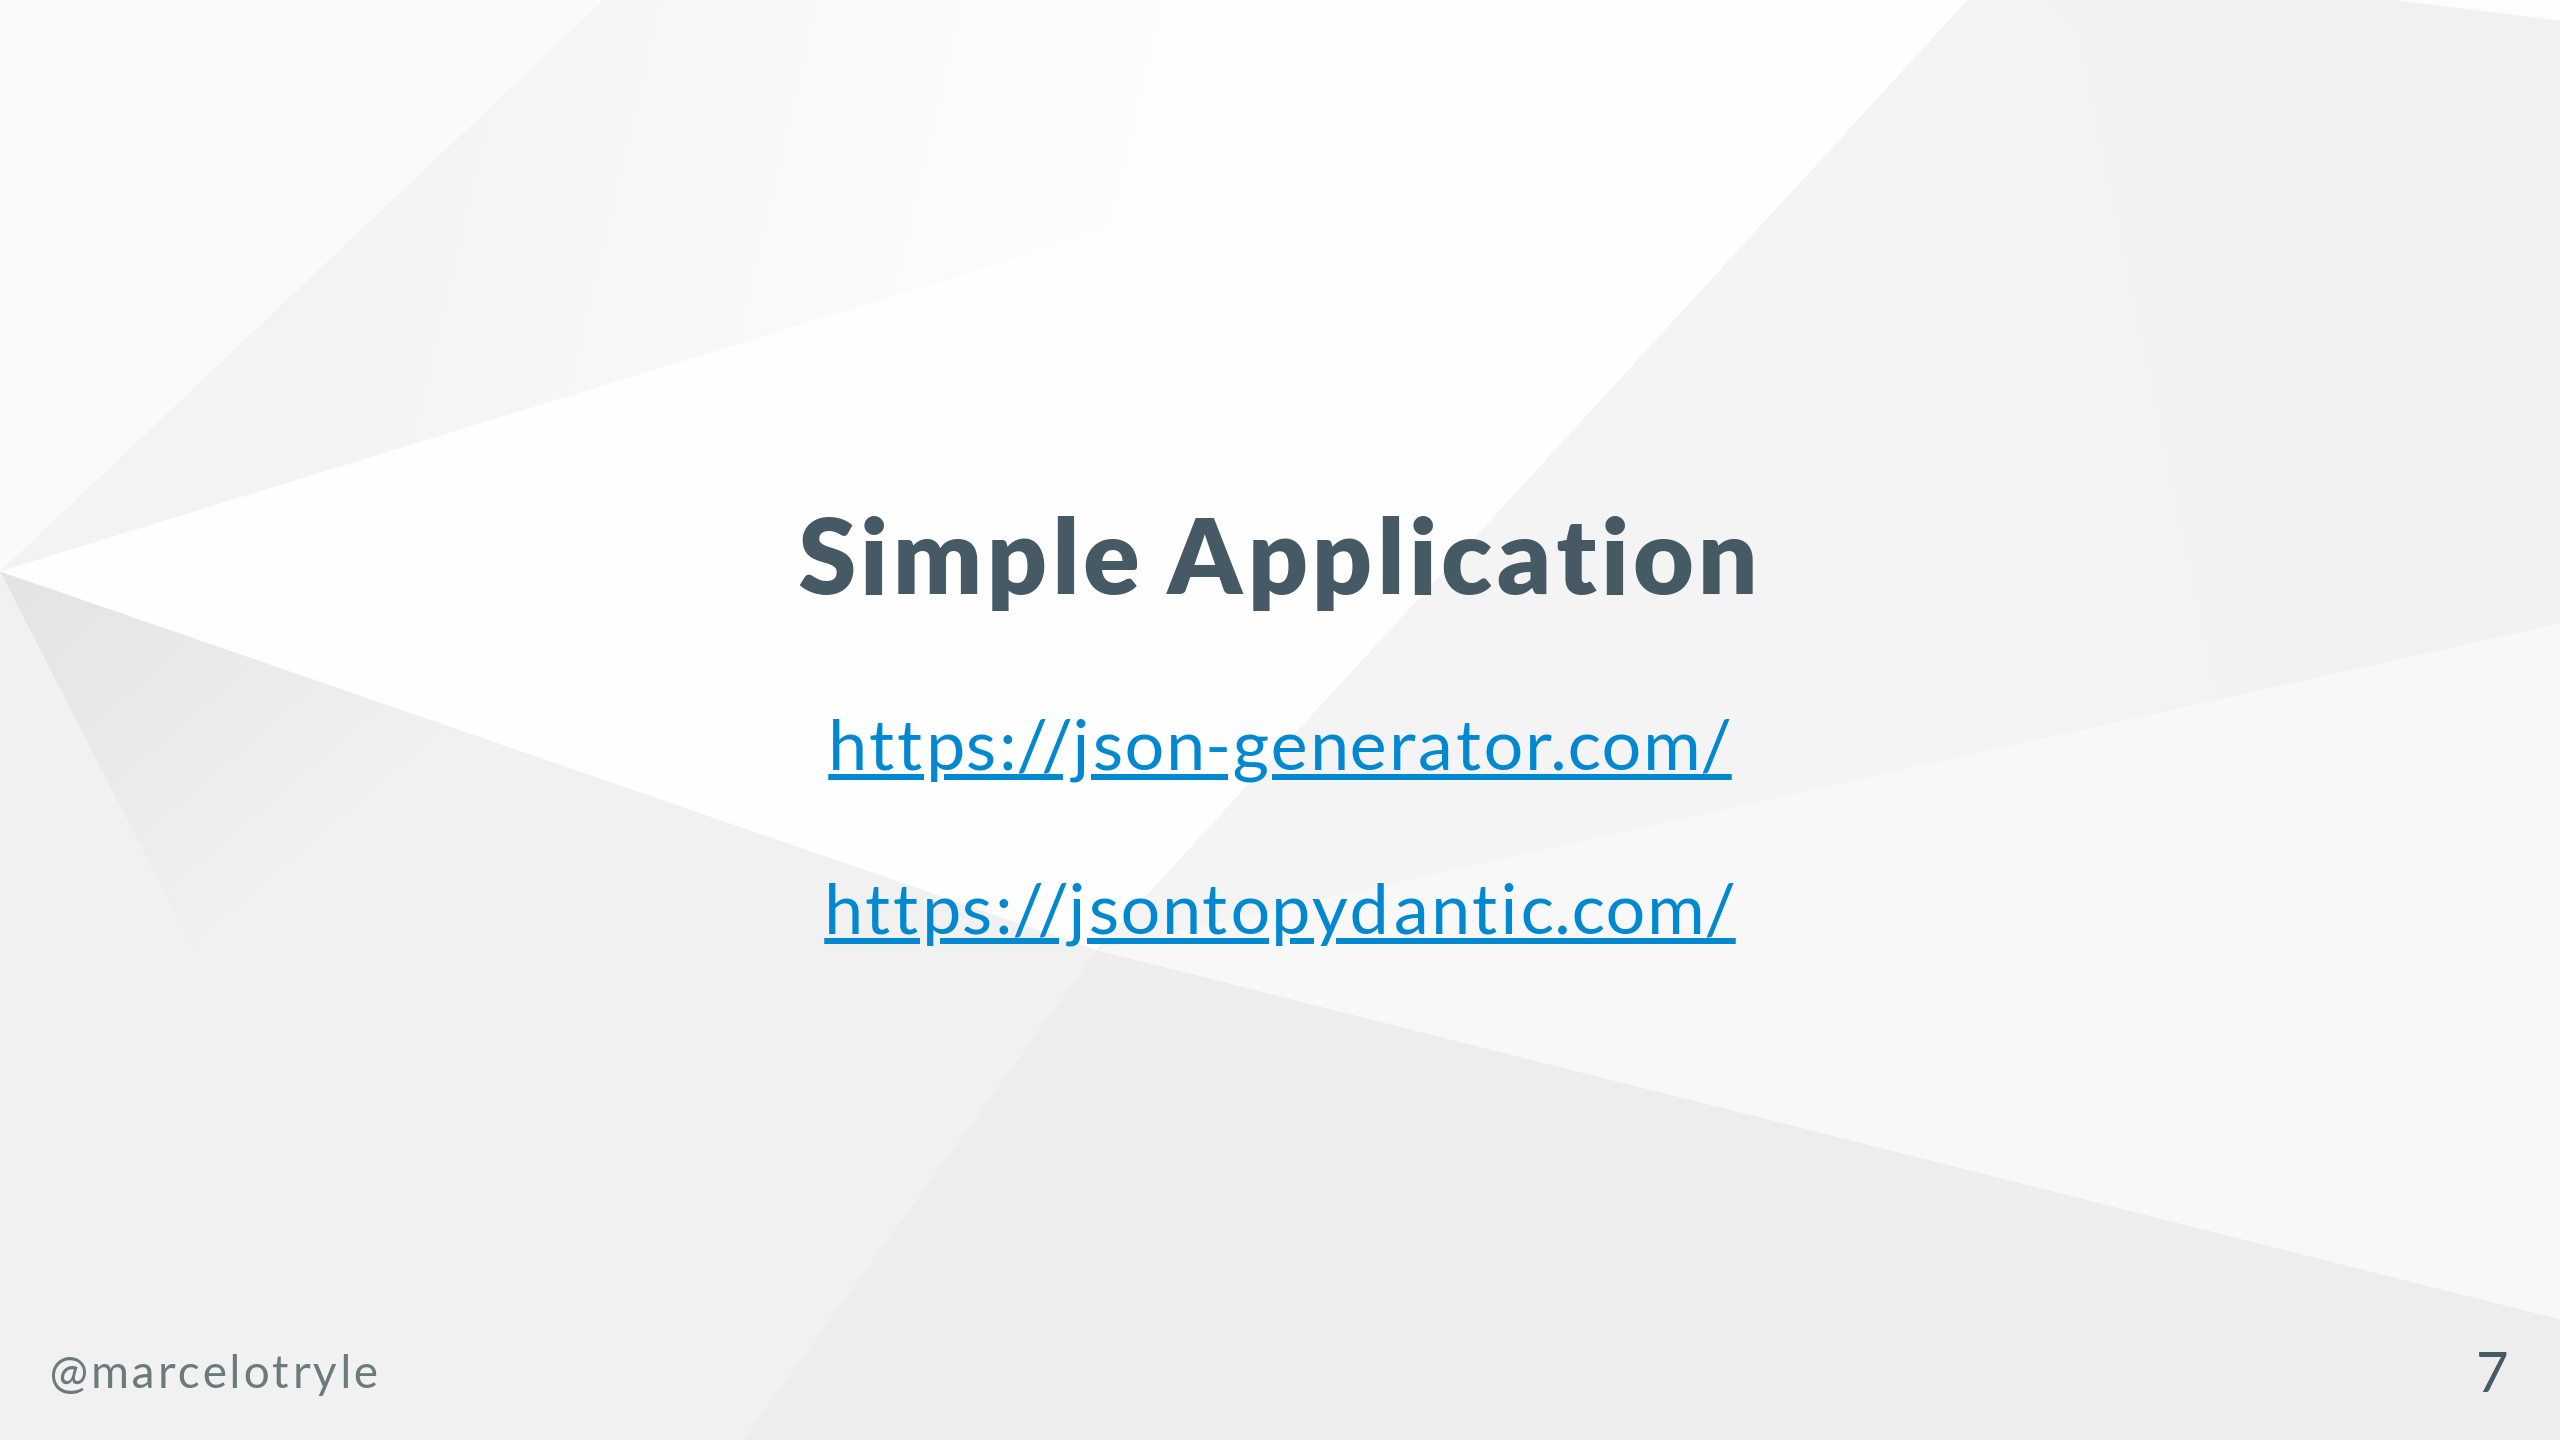 Simple Application
https://json-generator.com/
https://jsontopydantic.com/
@marcelotryle
7